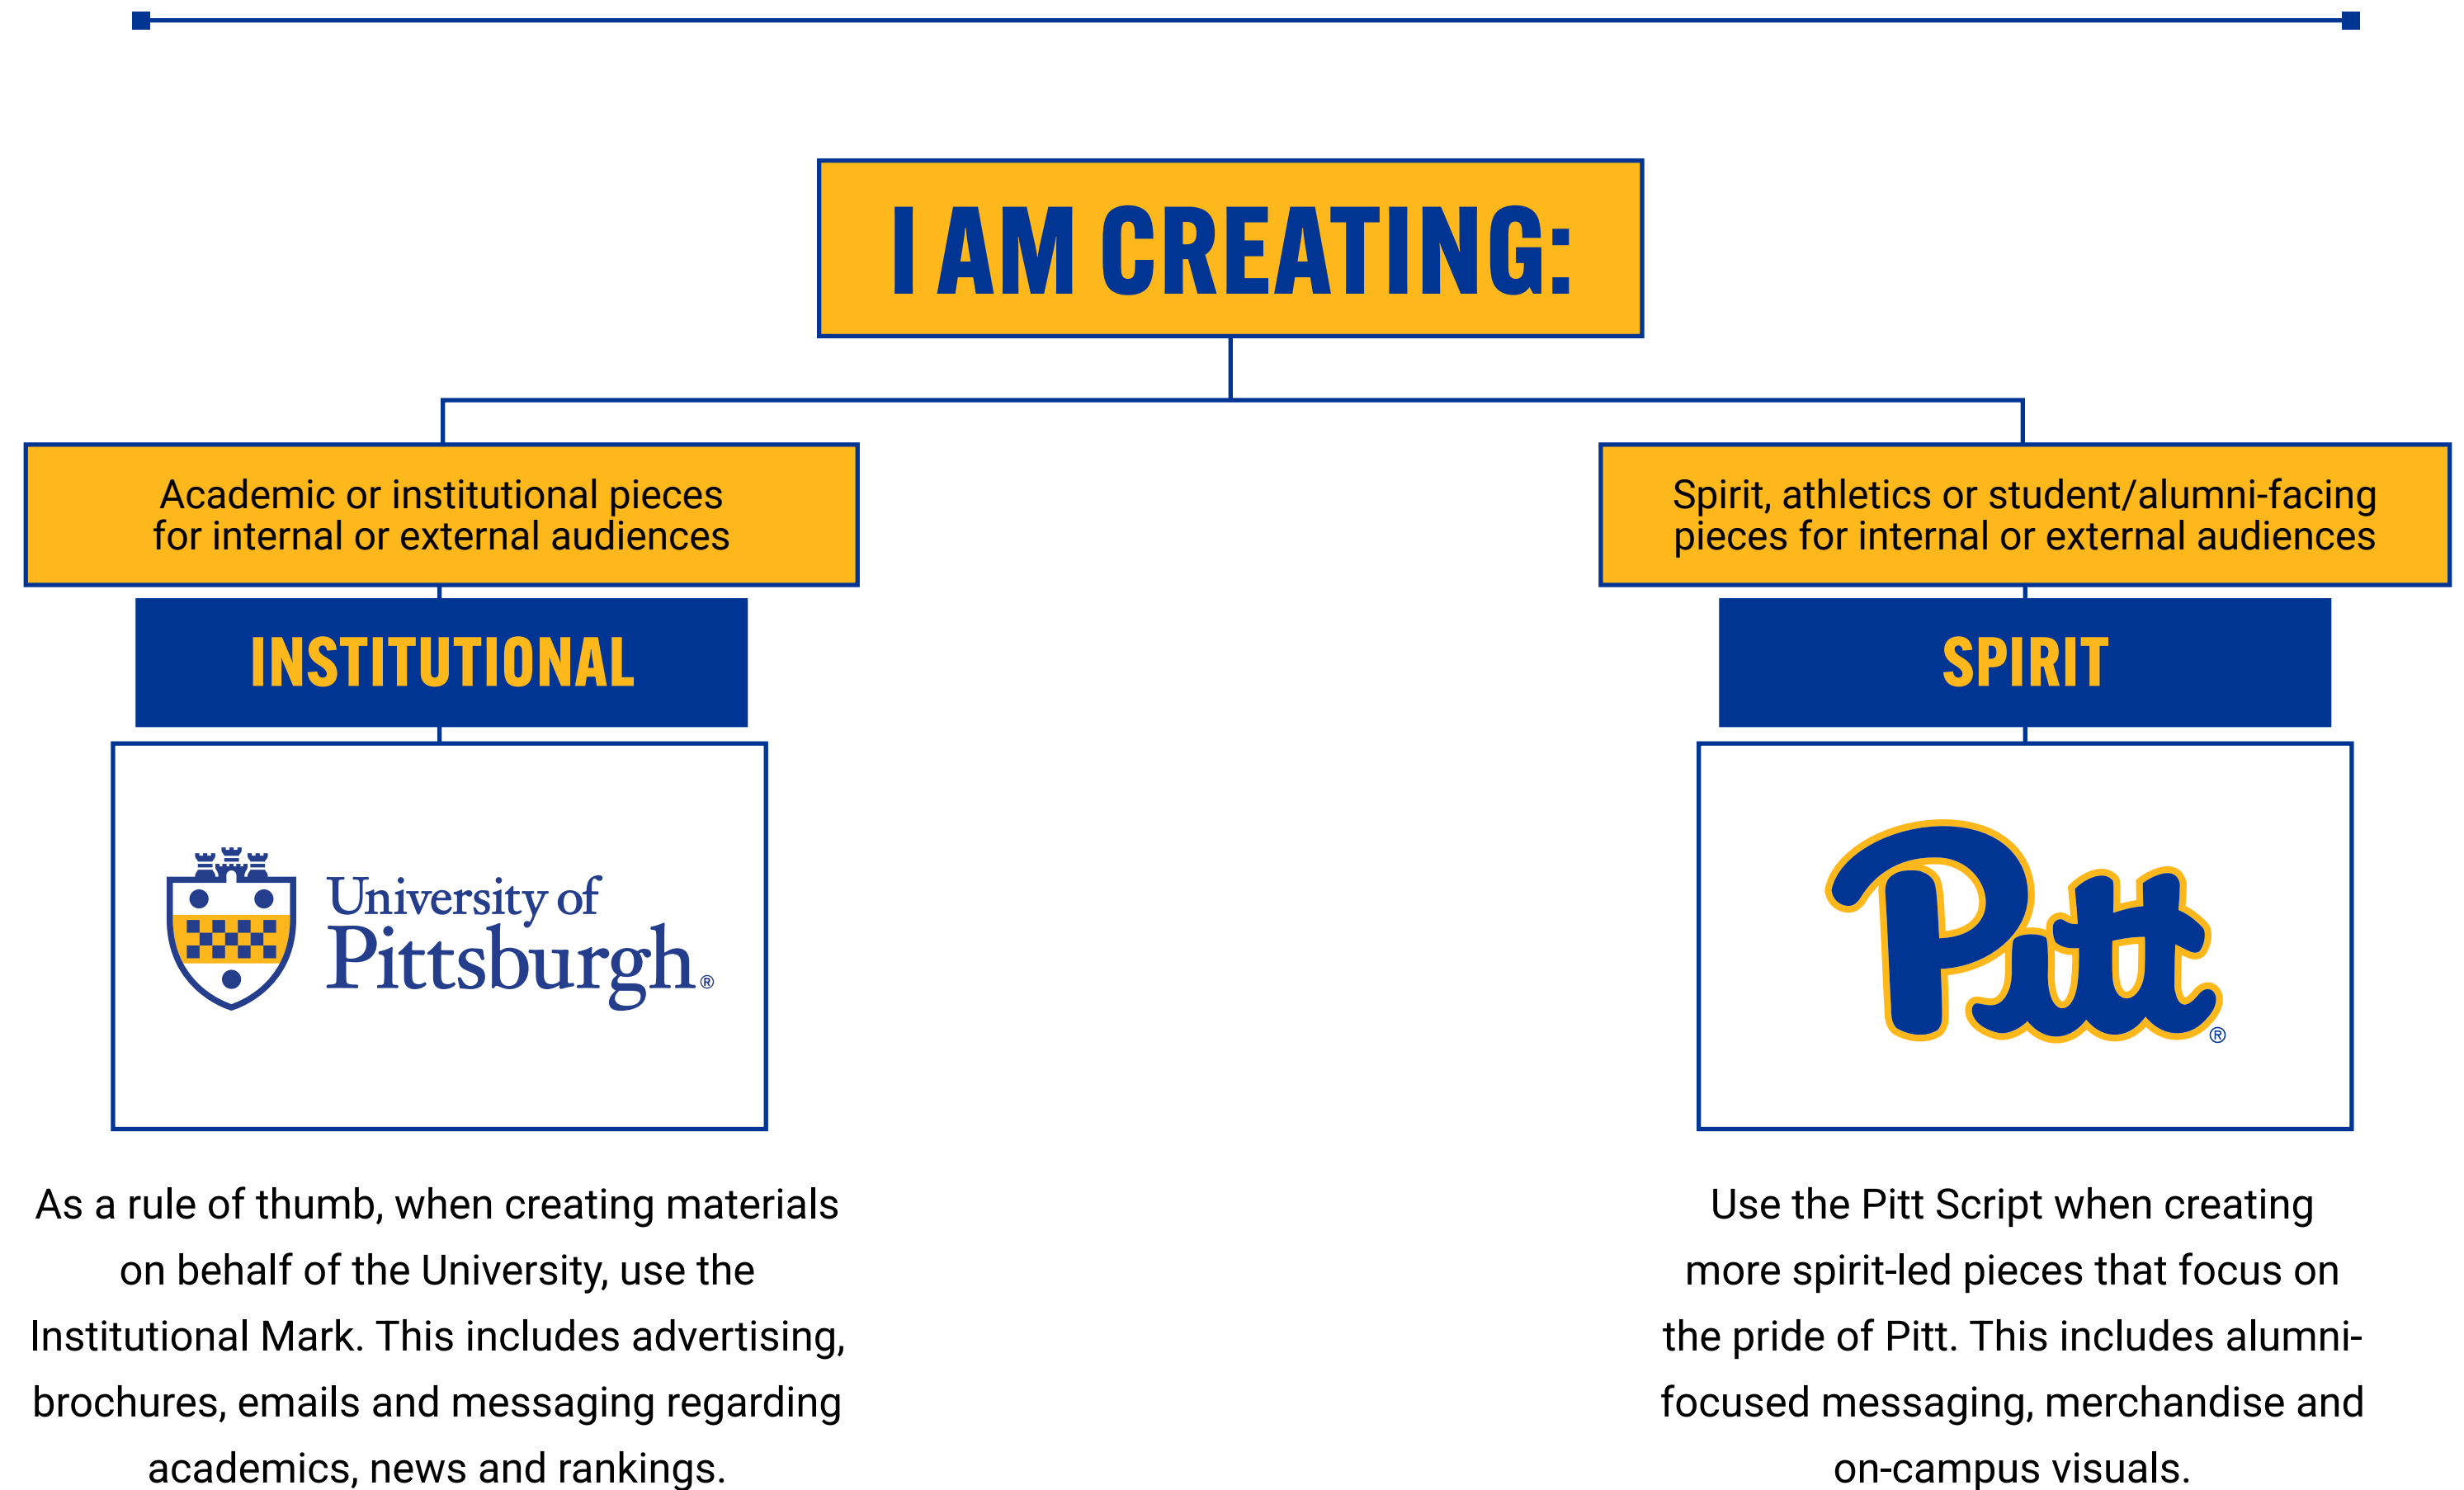 I AM CREATING:
Academic or institutional pieces
for internal or external audiences
INSTITUTIONAL
University of
Pittsburgh®
As a rule of thumb, when creating materials
on behalf of the University, use the
Institutional Mark. This includes advertising,
brochures, emails and messaging regarding
academics, news and rankings.
Spirit, athletics or student/alumni-facing
pieces for internal or external audiences
SPIRIT
Pitt®
Use the Pitt Script when creating
more spirit-led pieces that focus on
the pride of Pitt. This includes alumni-
focused messaging, merchandise and
on-campus visuals.